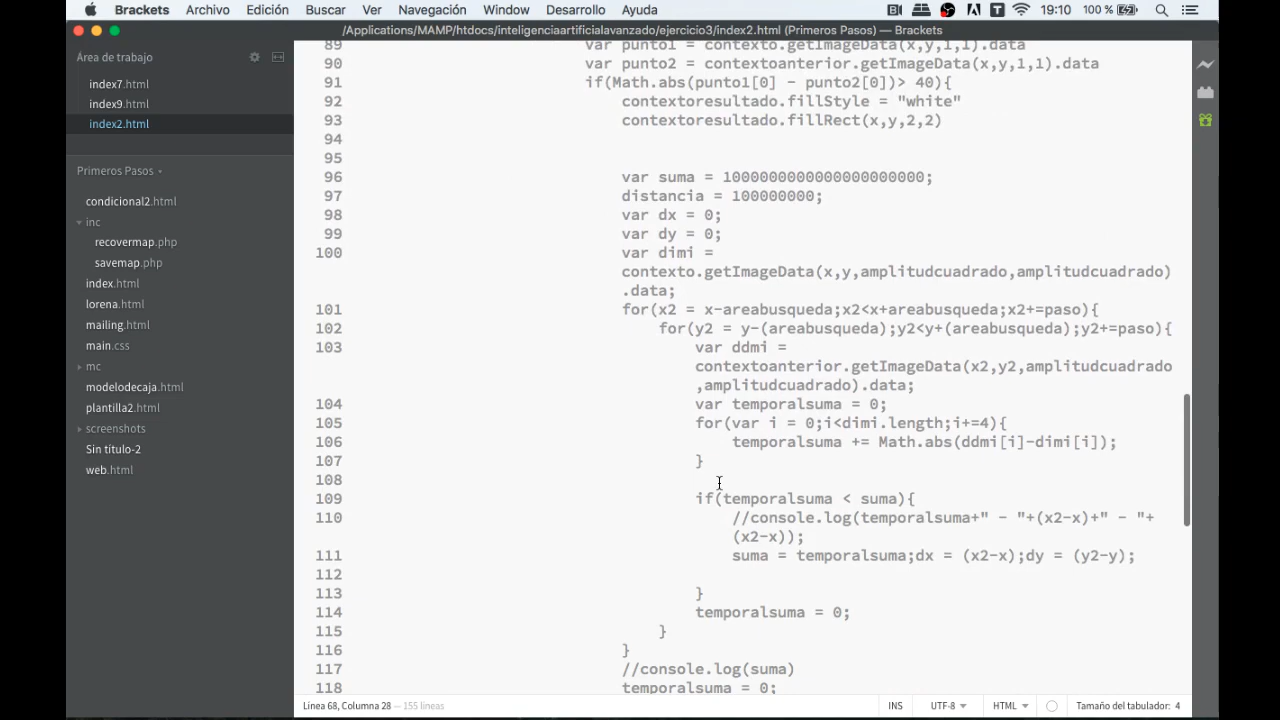 Brackets Archivo Edición Buscar Ver Navegación Window Desarrollo Ayuda 19:10 100 %
/Applications/MAMP/htdocs/inteligenciaartificialavanzado/ejercicio3/index2.html (Primeros Pasos) — Brackets
Área de trabajo
index7.html
index9.html
index2.html
Primeros Pasos
condicional2.html
inc
recovermap.php
savemap.php
index.html
lorena.html
mailing.html
main.css
mc
modelodecaja.html
plantilla2.html
screenshots
Sin título-2
web.html
89 var punto1 = contexto.getImageData(x,y,1,1).data
90 var punto2 = contextoanterior.getImageData(x,y,1,1).data
91 if(Math.abs(punto1[0] - punto2[0])> 40){
92 contextoresultado.fillStyle = "white"
93 contextoresultado.fillRect(x,y,2,2)
94
95
96 var suma = 1000000000000000000000;
97 distancia = 100000000;
98 var dx = 0;
99 var dy = 0;
100 var dimi =
contexto.getImageData(x,y,amplitudcuadrado,amplitudcuadrado)
.data;
101 for(x2 = x-areabusqueda;x2<x+areabusqueda;x2+=paso){
102 for(y2 = y-(areabusqueda);y2<y+(areabusqueda);y2+=paso){
103 var ddmi =
contextoanterior.getImageData(x2,y2,amplitudcuadrado
,amplitudcuadrado).data;
104 var temporalsuma = 0;
105 for(var i = 0;i<dimi.length;i+=4){
106 temporalsuma += Math.abs(ddmi[i]-dimi[i]);
107 }
108
109 if(temporalsuma < suma){
110 //console.log(temporalsuma+" - "+(x2-x)+" - "+
(x2-x));
111 suma = temporalsuma;dx = (x2-x);dy = (y2-y);
112
113 }
114 temporalsuma = 0;
115 }
116 }
117 //console.log(suma)
118 temporalsuma = 0;
Línea 68, Columna 28 — 155 líneas INS UTF-8 HTML Tamaño del tabulador: 4